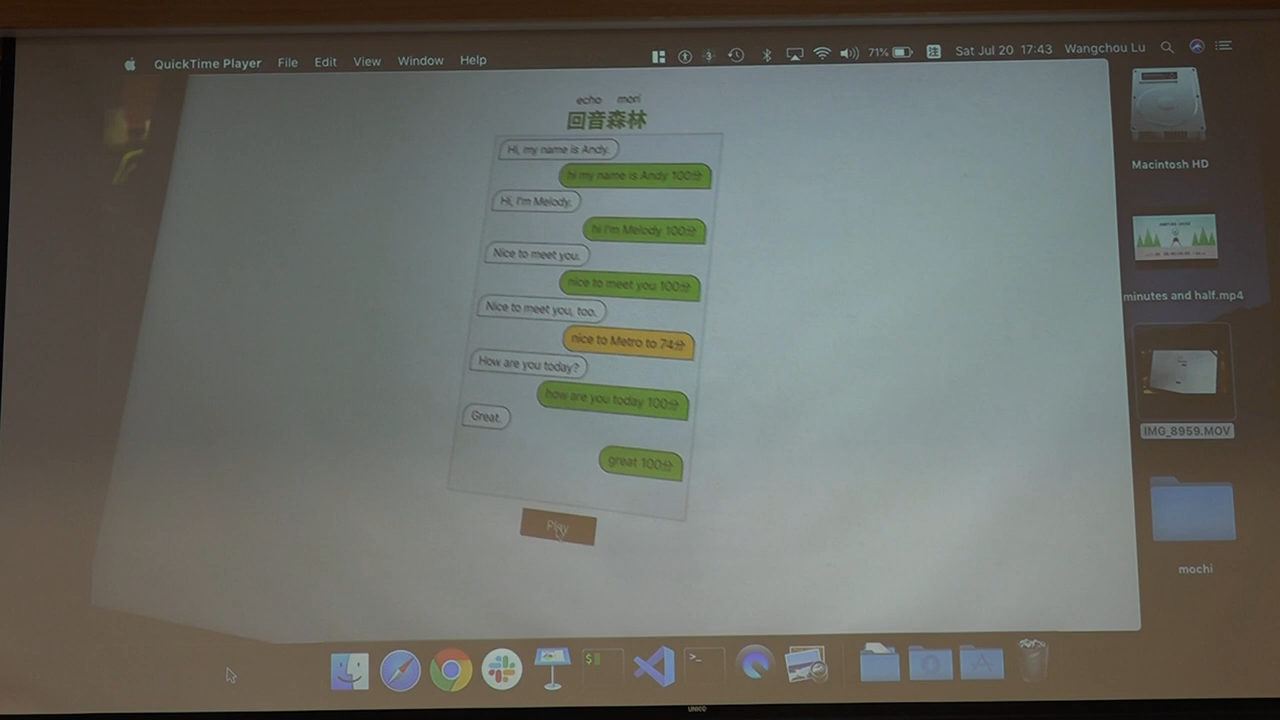 QuickTime Player File Edit View Window Help 71% 注 Sat Jul 20 17:43 Wangchou Lu
echo mori
回音森林
Hi, my name is Andy.
hi my name is Andy 100分
Hi, I'm Melody.
hi I'm Melody 100分
Nice to meet you.
nice to meet you 100分
Nice to meet you, too.
nice to Metro to 74分
How are you today?
how are you today 100分
Great.
great 100分
Play
Macintosh HD
minutes and half.mp4
IMG_8959.MOV
mochi
UNICO